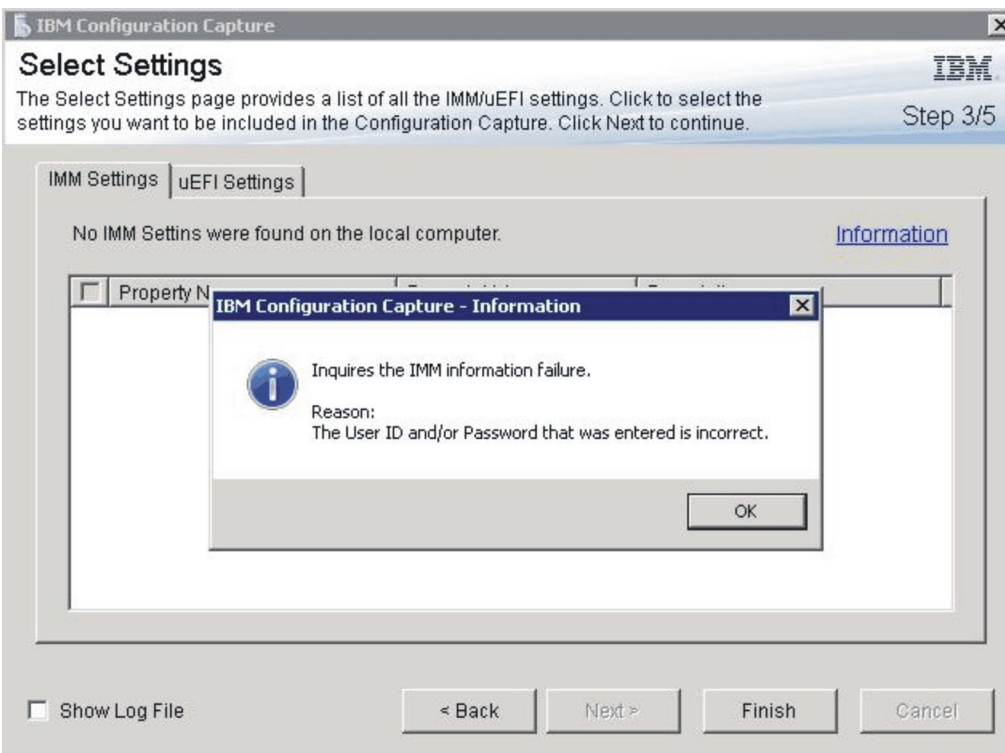 IBM Configuration Capture
Select Settings
IBM.
The Select Settings page provides a list of all the IMM/uEFI settings. Click to select the
settings you want to be included in the Configuration Capture. Click Next to continue.
Step 3/5
IMM Settings
uEFI Settings
No IMM Settins were found on the local computer.
Information
Property N
IBM Configuration Capture - Information
Inquires the IMM information failure.
Reason:
The User ID and/or Password that was entered is incorrect.
OK
Show Log File
< Back
Next >
Finish
Cancel